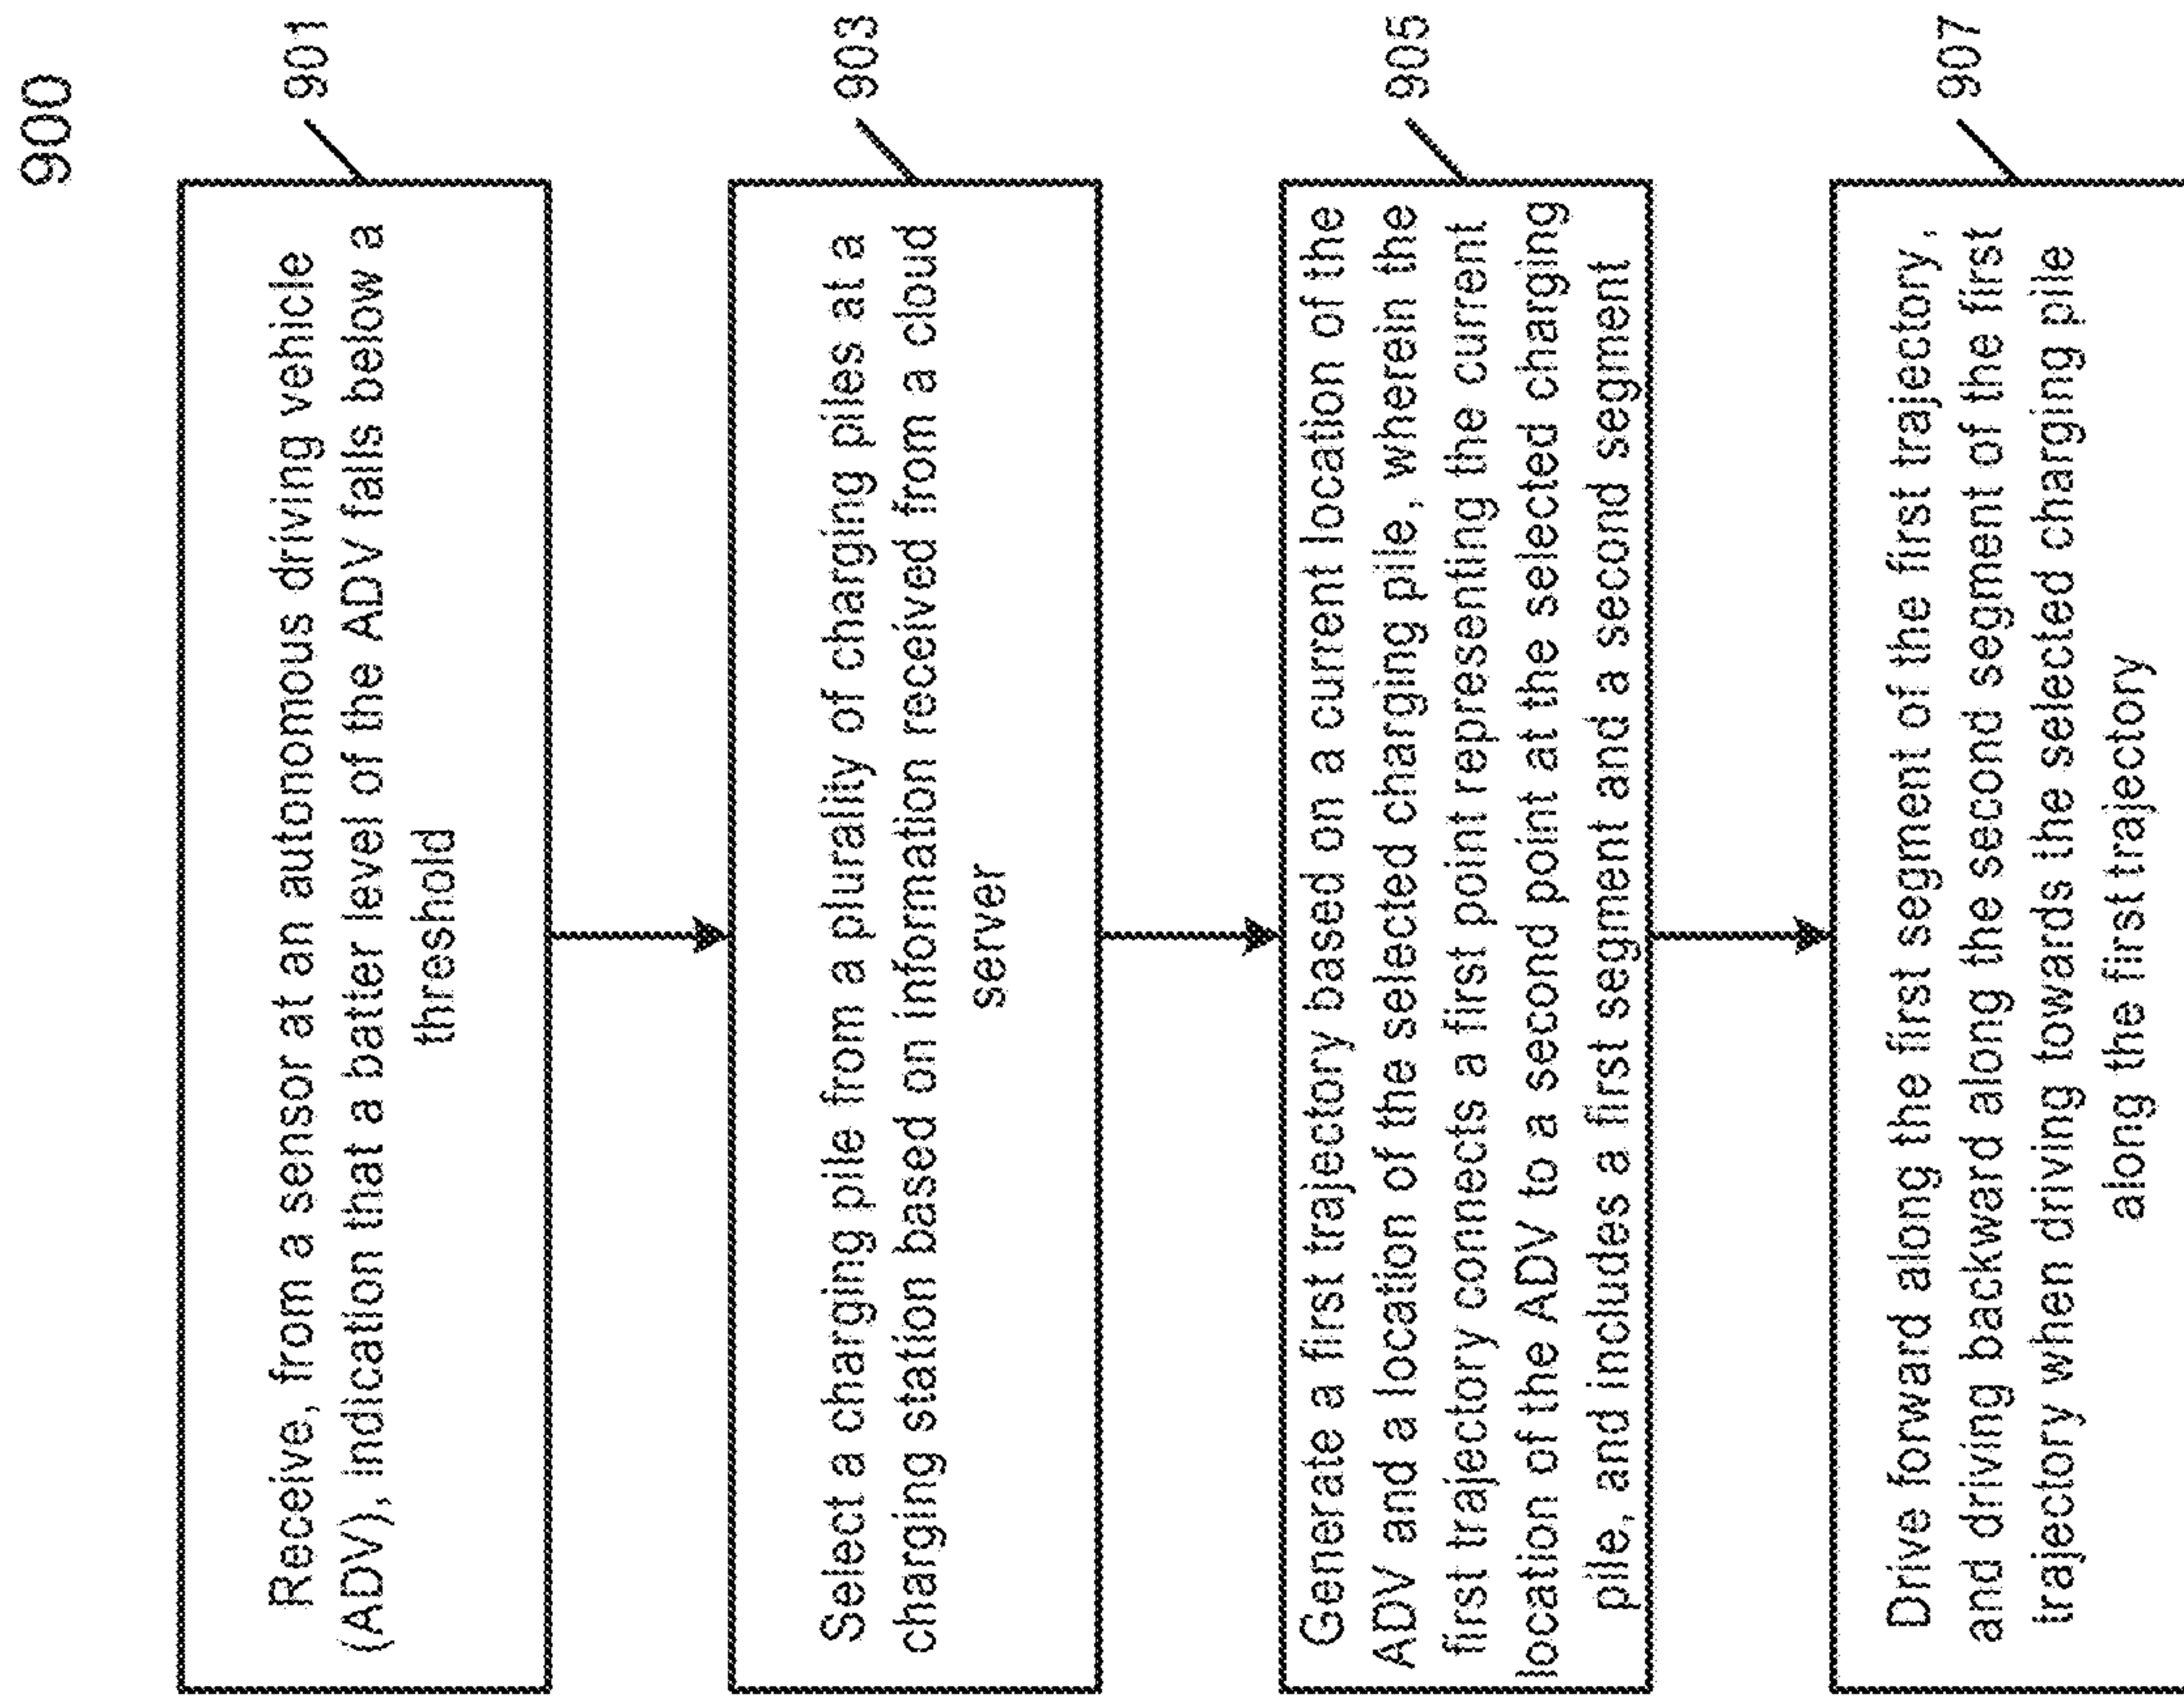 900
Receive, from a sensor at an autonomous driving vehicle
(ADV), indication that a batter level of the ADV falls below a
threshold
901
Select a charging pile from a plurality of charging piles at a
charging station based on information received from a cloud
server
903
Generate a first trajectory based on a current location of the
ADV and a location of the selected charging pile, wherein the
first trajectory connects a first point representing the current
location of the ADV to a second point at the selected charging
pile, and includes a first segment and a second segment
905
Drive forward along the first segment of the first trajectory,
and driving backward along the second segment of the first
trajectory when driving towards the selected charging pile
along the first trajectory
907